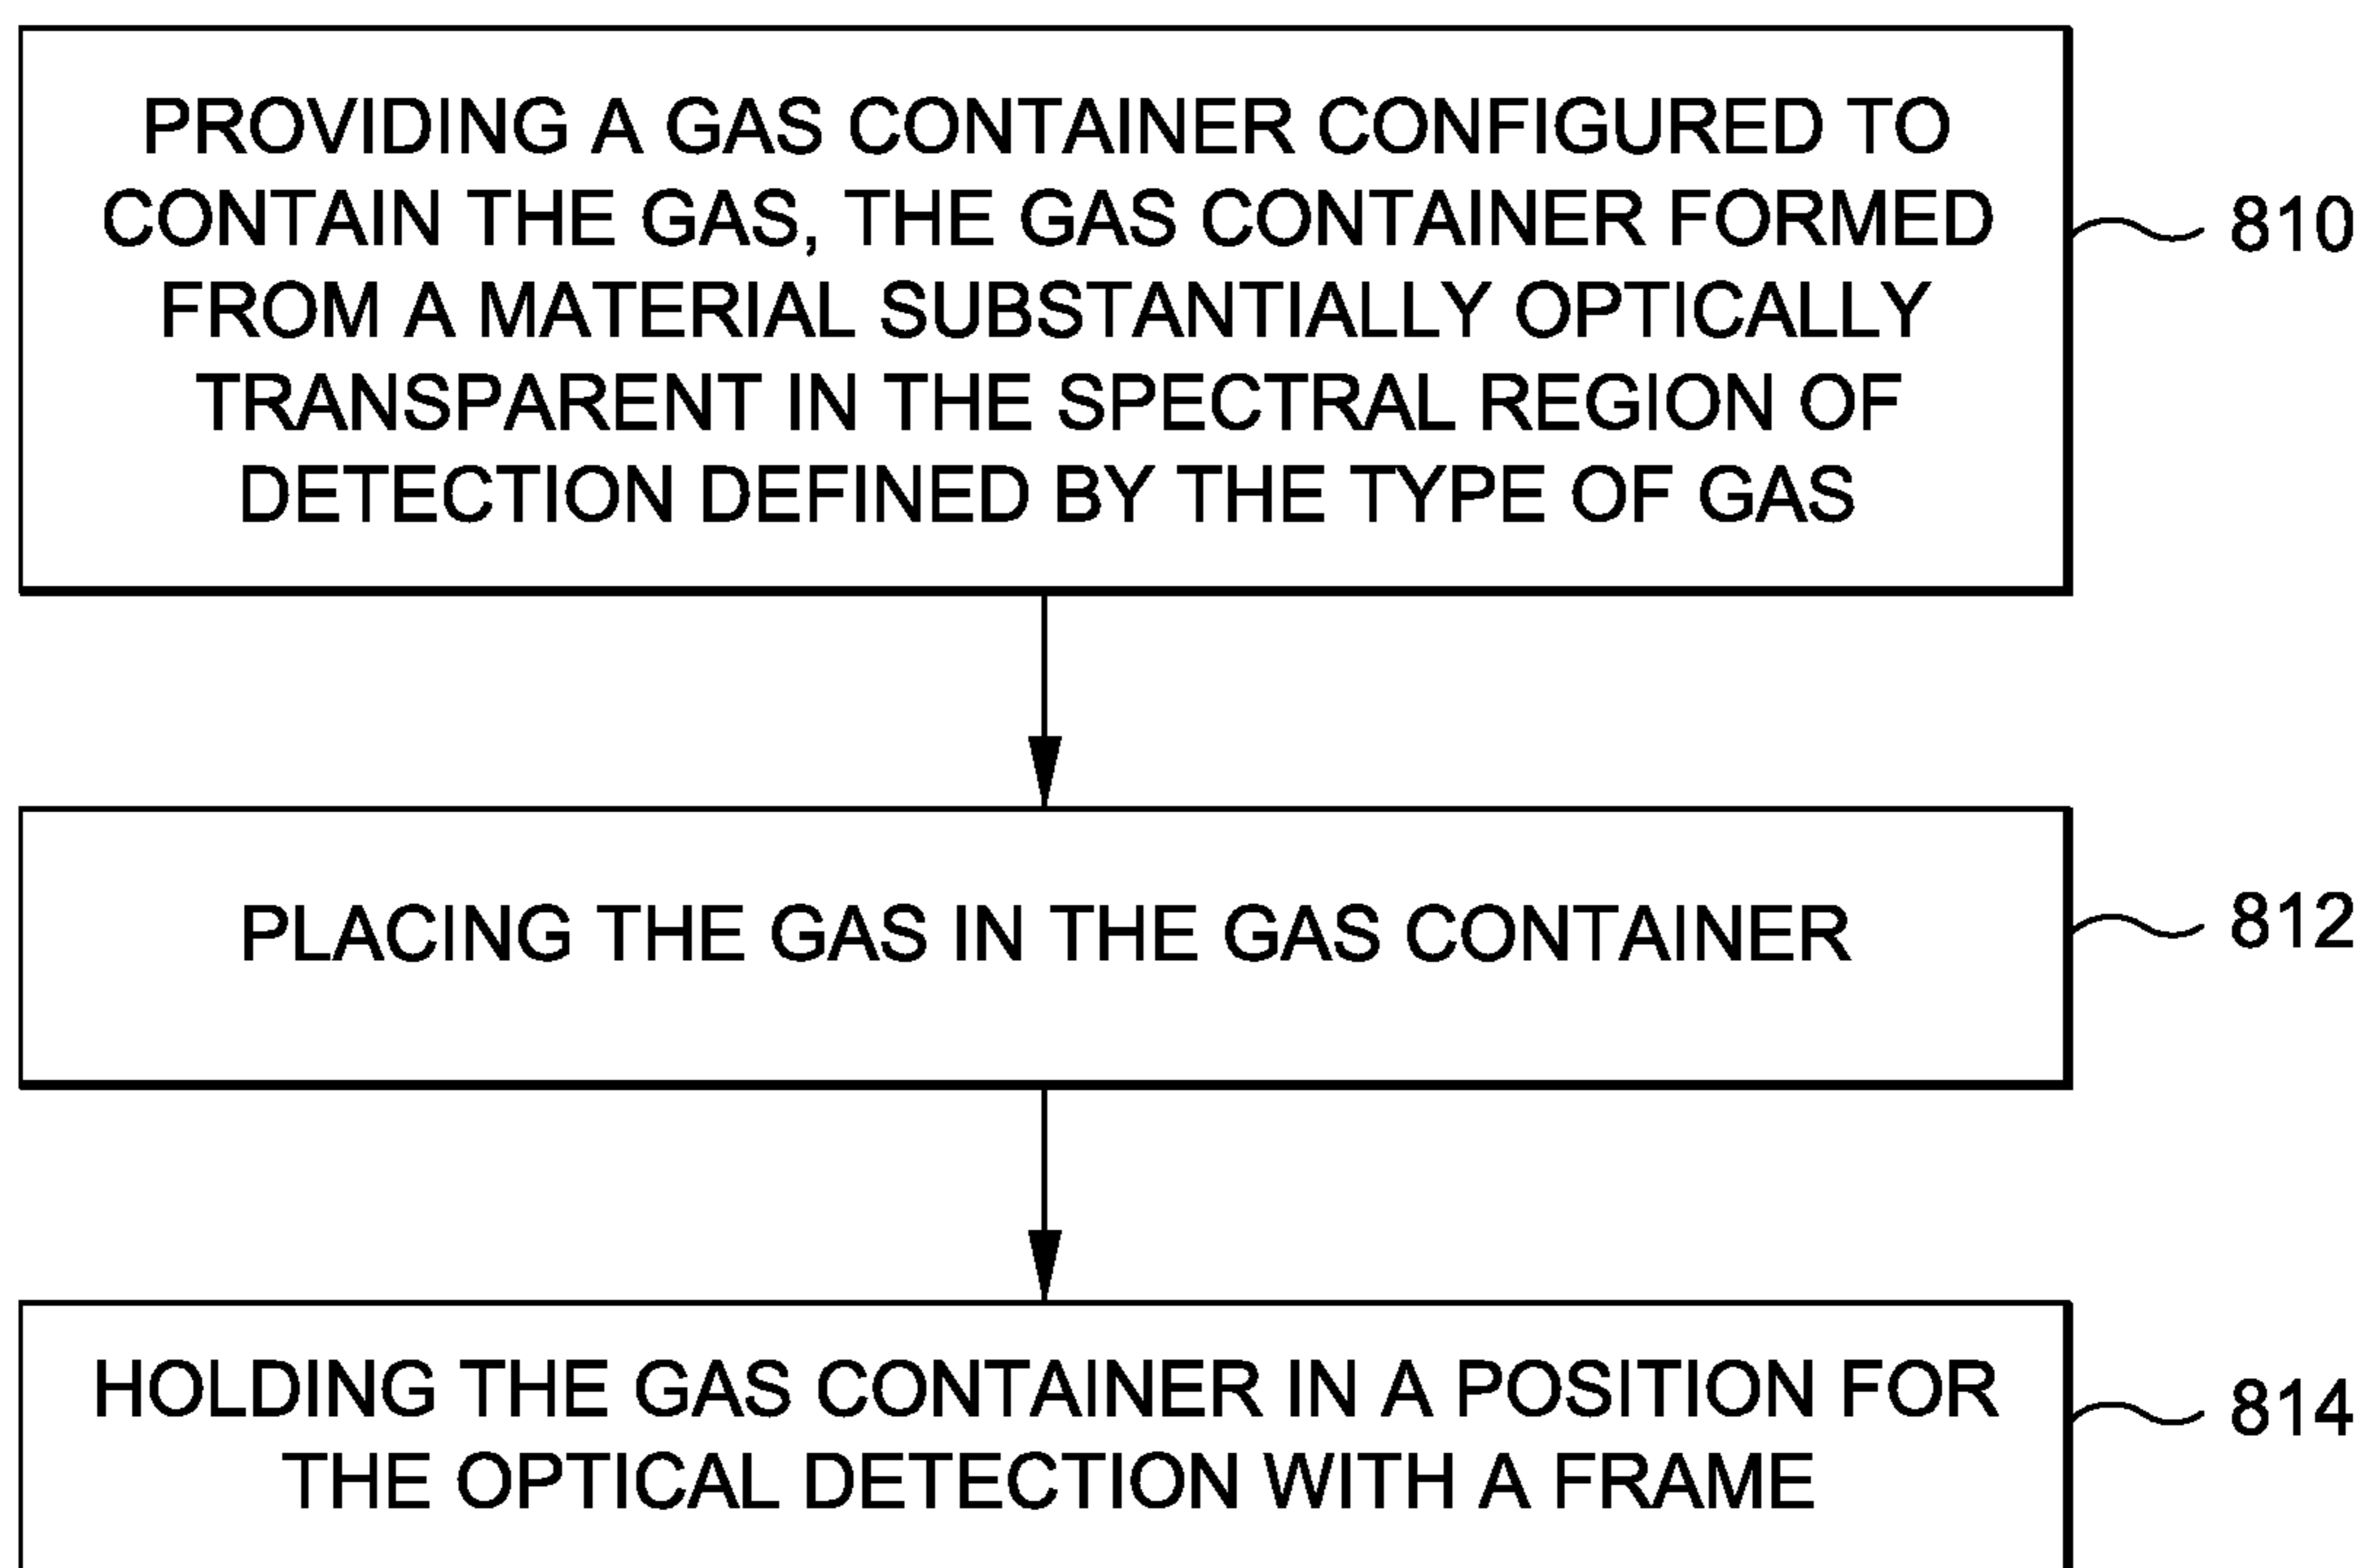 PROVIDING A GAS CONTAINER CONFIGURED TO
CONTAIN THE GAS, THE GAS CONTAINER FORMED
FROM A MATERIAL SUBSTANTIALLY OPTICALLY
TRANSPARENT IN THE SPECTRAL REGION OF
DETECTION DEFINED BY THE TYPE OF GAS
810
PLACING THE GAS IN THE GAS CONTAINER
812
HOLDING THE GAS CONTAINER IN A POSITION FOR
THE OPTICAL DETECTION WITH A FRAME
814